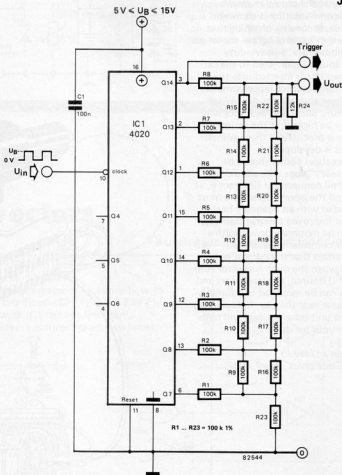 5 V ≤ UB ≤ 15V
Trigger
16
Q14 3 R8 100k
Uout
C1 100n
R15 100k R22 100k 12k R24
IC1 4020
Q13 2 R7 100k
R14 100k R21 100k
UB
0 V
Uin
10 clock
Q12 1 R6 100k
R13 100k R20 100k
7 Q4
Q11 15 R5 100k
R12 100k R19 100k
5 Q5
Q10 14 R4 100k
R11 100k R18 100k
4 Q6
Q9 12 R3 100k
R10 100k R17 100k
Q8 13 R2 100k
R9 100k R16 100k
Q7 6 R1 100k
Reset
11 8
R23 100k
R1 ... R23 = 100 k 1%
0
82544